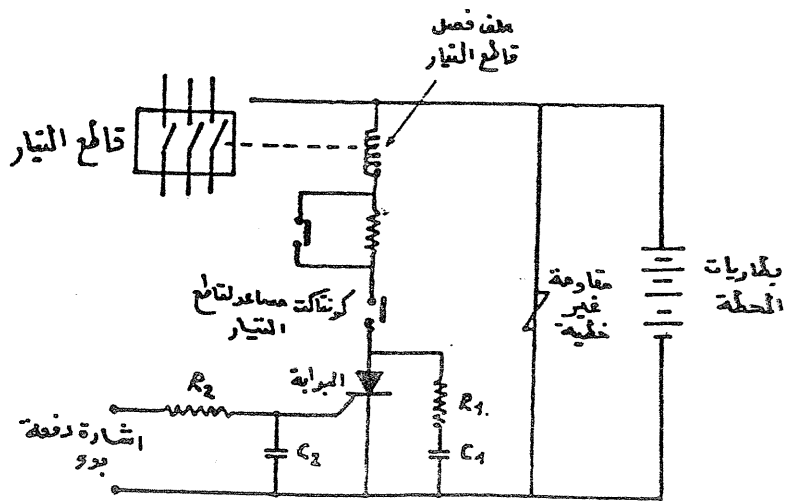 ملف فصل
قاطع التيار
قاطع التيار
بطاريات
المحطة
مقاومة
غير
خطية
كونتاكت مساعد لقاطع
التيار
البوابة
R2
R1.
C2
C1
اشارة دفعة
بدء